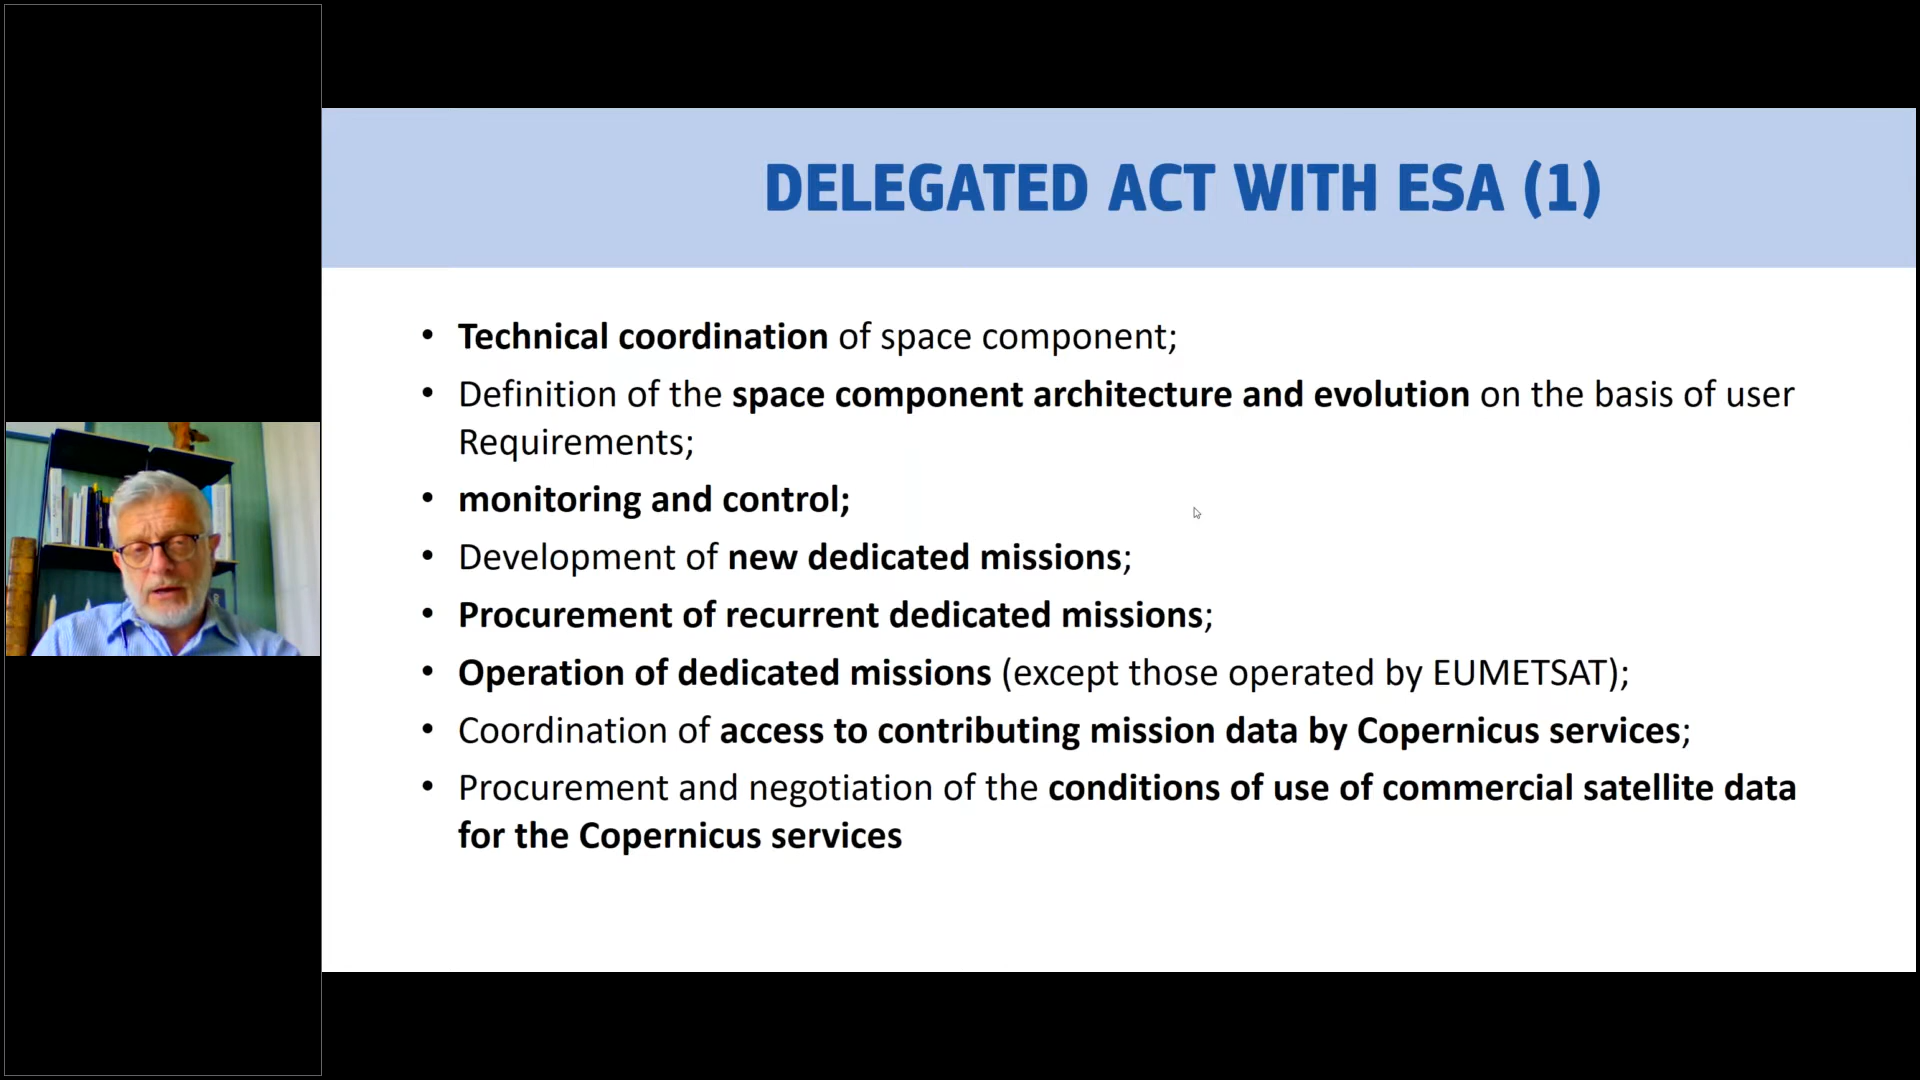 DELEGATED ACT WITH ESA (1)
• Technical coordination of space component;
• Definition of the space component architecture and evolution on the basis of user
Requirements;
• monitoring and control;
• Development of new dedicated missions;
• Procurement of recurrent dedicated missions;
• Operation of dedicated missions (except those operated by EUMETSAT);
• Coordination of access to contributing mission data by Copernicus services;
• Procurement and negotiation of the conditions of use of commercial satellite data
for the Copernicus services